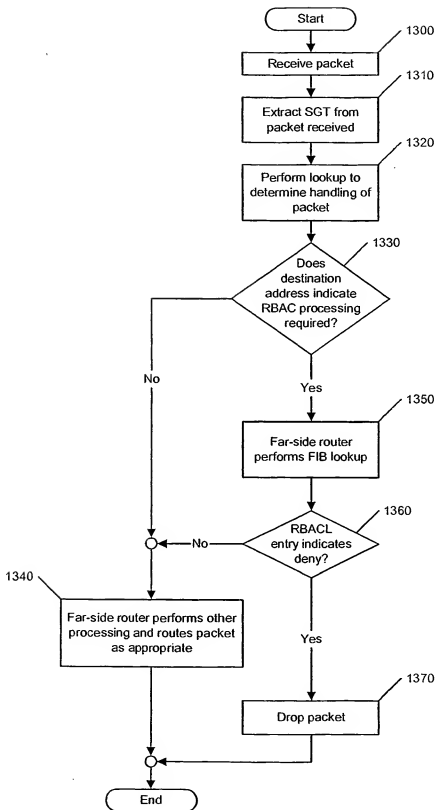 Start
1300
Receive packet
1310
Extract SGT from
packet received
1320
Perform lookup to
determine handling of
packet
1330
Does
destination
address indicate
RBAC processing
required?
No
Yes
1350
Far-side router
performs FIB lookup
1360
RBACL
entry indicates
deny?
No
1340
Far-side router performs other
processing and routes packet
as appropriate
Yes
1370
Drop packet
End